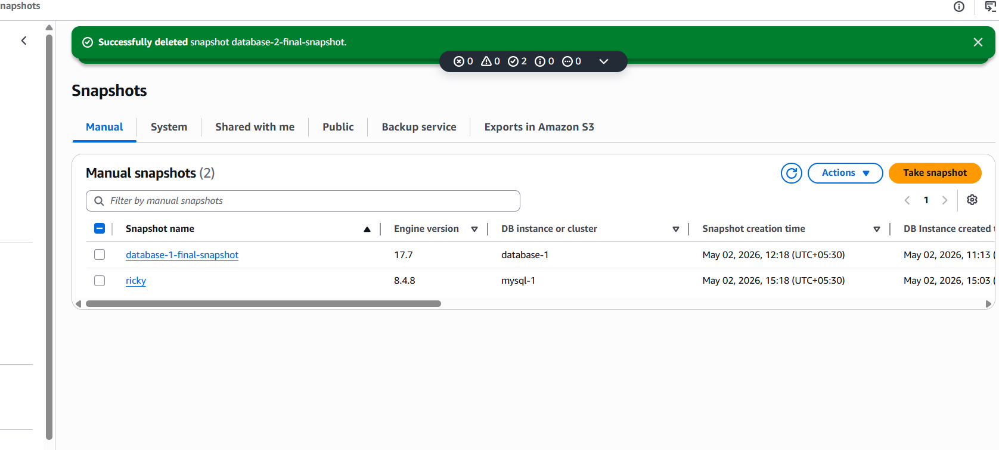 napshots
Successfully deleted snapshot database-2-final-snapshot.
0 0 2 0 0
Snapshots
Manual System Shared with me Public Backup service Exports in Amazon S3
Manual snapshots (2)
Actions Take snapshot
Filter by manual snapshots
1
Snapshot name Engine version DB instance or cluster Snapshot creation time DB Instance created t
database-1-final-snapshot 17.7 database-1 May 02, 2026, 12:18 (UTC+05:30) May 02, 2026, 11:13 (
ricky 8.4.8 mysql-1 May 02, 2026, 15:18 (UTC+05:30) May 02, 2026, 15:03 (